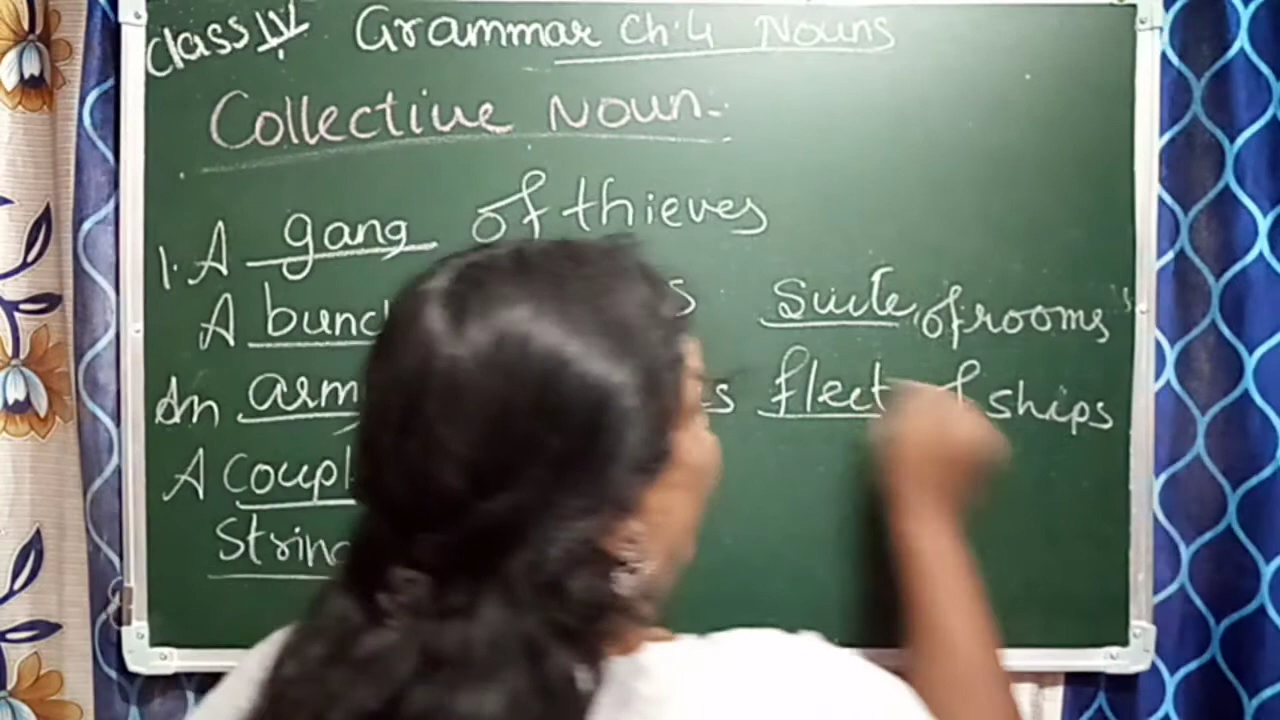 Class IV Grammar Ch:4 Nouns
Collective Noun
1. A gang of thieves
A bunc
suite of rooms
An arm
fleet of ships
A coupl
String